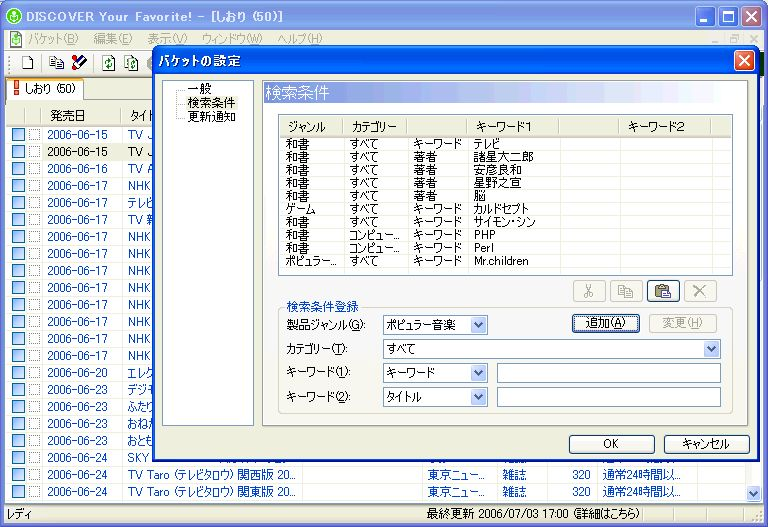 DISCOVER Your Favorite! - [しおり (50)]
バケット(B) 編集(E) 表示(V) ウィンドウ(W) ヘルプ(H)
しおり (50)
発売日
2006-06-15 TV
2006-06-15 TV
2006-06-16 TV
2006-06-17 NHK
2006-06-17 テレビ
2006-06-17 TV
2006-06-17 NHK
2006-06-17 NHK
2006-06-17 NHK
2006-06-17 NHK
2006-06-17 NHK
2006-06-17 NHK
2006-06-17 NHK
2006-06-17 NHK
2006-06-20 エレク
2006-06-23 デジモ
2006-06-23 ふたり
2006-06-23 おねが
2006-06-23 おとも
2006-06-24 SKY
2006-06-24 TV Taro (テレビタロウ) 関西版 20... 東京ニュー... 雑誌 320 通常24時間以...
2006-06-24 TV Taro (テレビタロウ) 関東版 20... 東京ニュー... 雑誌 320 通常24時間以...
レディ 最終更新 2006/07/03 17:00 (詳細はこちら)
バケットの設定
一般
検索条件
更新通知
検索条件
ジャンル カテゴリー キーワード1 キーワード2
和書 すべて キーワード テレビ
和書 すべて 著者 諸星大二郎
和書 すべて 著者 安彦良和
和書 すべて 著者 星野之宣
和書 すべて 著者 脳
ゲーム すべて キーワード カルドセプト
和書 すべて キーワード サイモン・シン
和書 コンピュー... キーワード PHP
和書 コンピュー... キーワード Perl
ポピュラー... すべて キーワード Mr.children
検索条件登録
製品ジャンル(G): ポピュラー音楽 追加(A) 変更(H)
カテゴリー(T): すべて
キーワード(1): キーワード
キーワード(2): タイトル
OK キャンセル